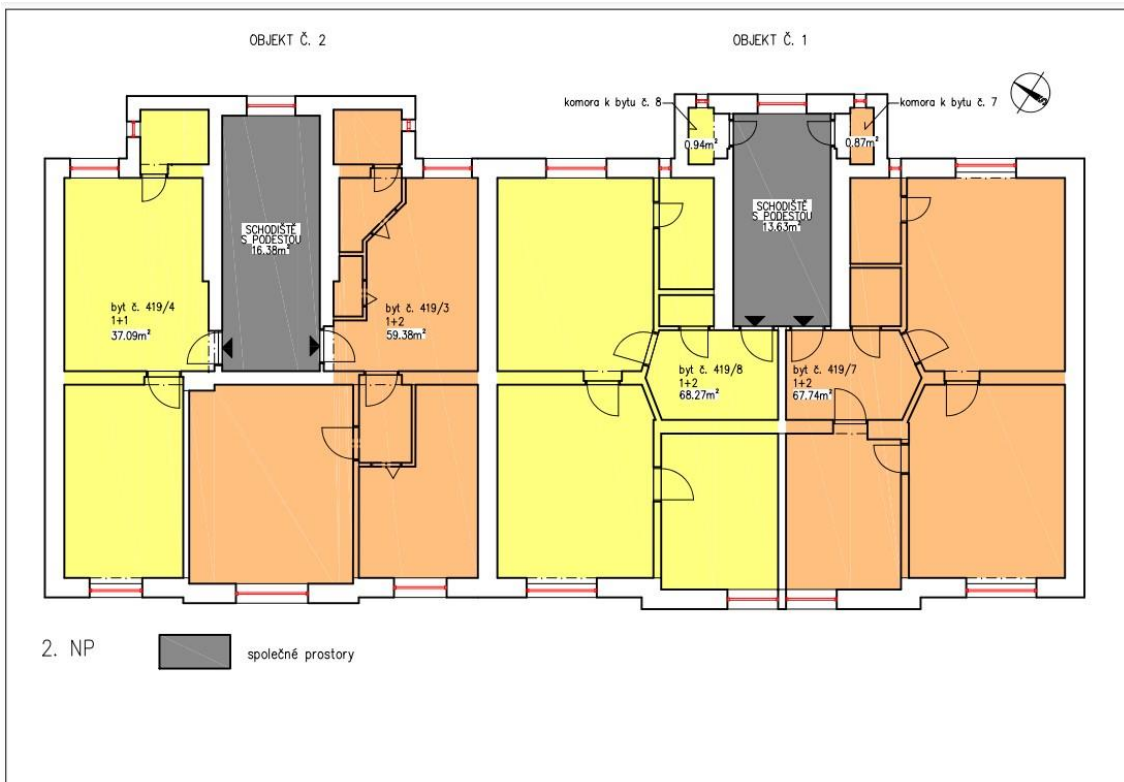 OBJEKT Č. 2
OBJEKT Č. 1
komora k bytu č. 8
komora k bytu č. 7
0.94m²
0.87m²
S
SCHODIŠTĚ
S PODESTOU
16.38m²
SCHODIŠTĚ
S PODESTOU
13.63m²
byt č. 419/4
1+1
37.09m²
byt č. 419/3
1+2
59.38m²
byt č. 419/8
1+2
68.27m²
byt č. 419/7
1+2
67.74m²
2. NP
společné prostory